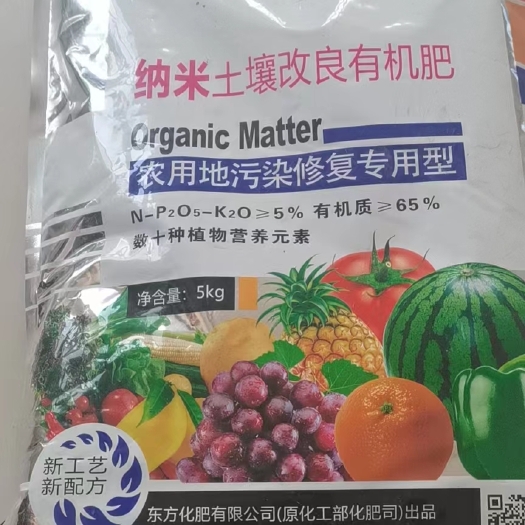 纳米土壤改良有机肥
Organic Matter
农用地污染修复专用型
N-P2O5-K2O≥5% 有机质≥65%
数十种植物营养元素
净含量：5kg
新工艺
新配方
东方化肥有限公司(原化工部化肥司)出品